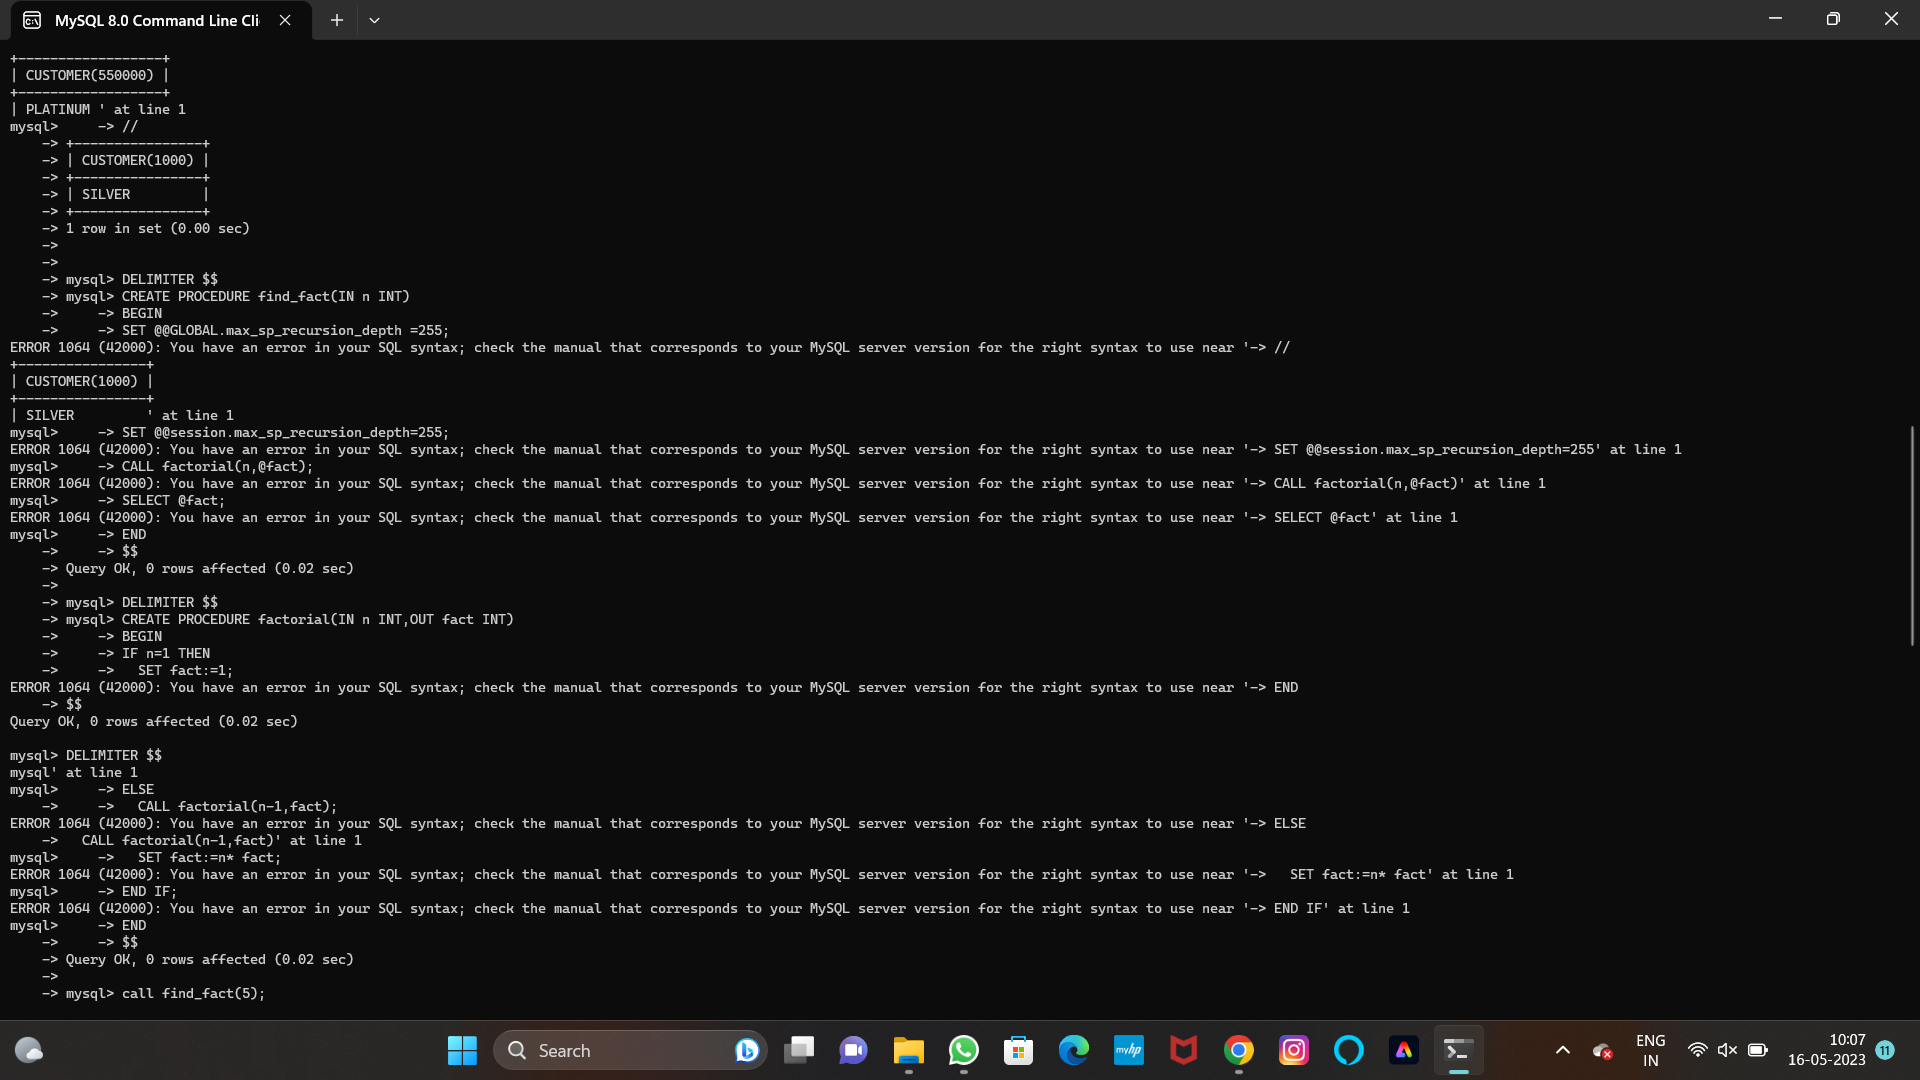 MySQL 8.0 Command Line Cli
+------------------+
| CUSTOMER(550000) |
+------------------+
| PLATINUM ' at line 1
mysql>     -> //
    -> +----------------+
    -> | CUSTOMER(1000) |
    -> +----------------+
    -> | SILVER         |
    -> +----------------+
    -> 1 row in set (0.00 sec)
    ->
    ->
    -> mysql> DELIMITER $$
    -> mysql> CREATE PROCEDURE find_fact(IN n INT)
    ->     -> BEGIN
    ->     -> SET @@GLOBAL.max_sp_recursion_depth =255;
ERROR 1064 (42000): You have an error in your SQL syntax; check the manual that corresponds to your MySQL server version for the right syntax to use near '-> //
+----------------+
| CUSTOMER(1000) |
+----------------+
| SILVER         ' at line 1
mysql>     -> SET @@session.max_sp_recursion_depth=255;
ERROR 1064 (42000): You have an error in your SQL syntax; check the manual that corresponds to your MySQL server version for the right syntax to use near '-> SET @@session.max_sp_recursion_depth=255' at line 1
mysql>     -> CALL factorial(n,@fact);
ERROR 1064 (42000): You have an error in your SQL syntax; check the manual that corresponds to your MySQL server version for the right syntax to use near '-> CALL factorial(n,@fact)' at line 1
mysql>     -> SELECT @fact;
ERROR 1064 (42000): You have an error in your SQL syntax; check the manual that corresponds to your MySQL server version for the right syntax to use near '-> SELECT @fact' at line 1
mysql>     -> END
    ->     -> $$
    -> Query OK, 0 rows affected (0.02 sec)
    ->
    -> mysql> DELIMITER $$
    -> mysql> CREATE PROCEDURE factorial(IN n INT,OUT fact INT)
    ->     -> BEGIN
    ->     -> IF n=1 THEN
    ->     ->   SET fact:=1;
ERROR 1064 (42000): You have an error in your SQL syntax; check the manual that corresponds to your MySQL server version for the right syntax to use near '-> END
    -> $$
Query OK, 0 rows affected (0.02 sec)
mysql> DELIMITER $$
mysql' at line 1
mysql>     -> ELSE
    ->     ->   CALL factorial(n-1,fact);
ERROR 1064 (42000): You have an error in your SQL syntax; check the manual that corresponds to your MySQL server version for the right syntax to use near '-> ELSE
    ->   CALL factorial(n-1,fact)' at line 1
mysql>     ->   SET fact:=n* fact;
ERROR 1064 (42000): You have an error in your SQL syntax; check the manual that corresponds to your MySQL server version for the right syntax to use near '->   SET fact:=n* fact' at line 1
mysql>     -> END IF;
ERROR 1064 (42000): You have an error in your SQL syntax; check the manual that corresponds to your MySQL server version for the right syntax to use near '-> END IF' at line 1
mysql>     -> END
    ->     -> $$
    -> Query OK, 0 rows affected (0.02 sec)
    ->
    -> mysql> call find_fact(5);
Search
myhp
ENG
IN
10:07
16-05-2023
11